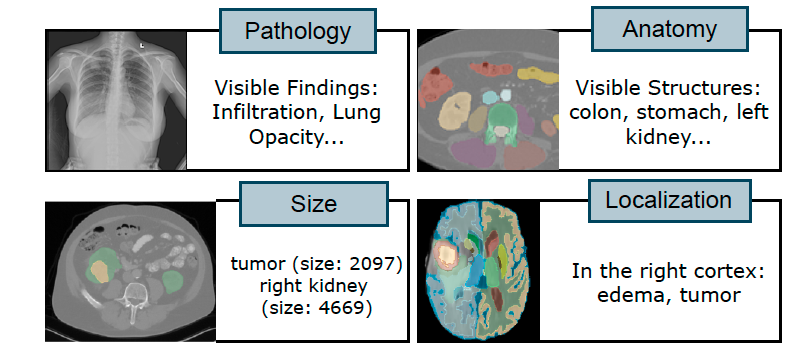 Pathology
Visible Findings:
Infiltration, Lung
Opacity...
Anatomy
Visible Structures:
colon, stomach, left
kidney...
Size
tumor (size: 2097)
right kidney
(size: 4669)
Localization
In the right cortex:
edema, tumor